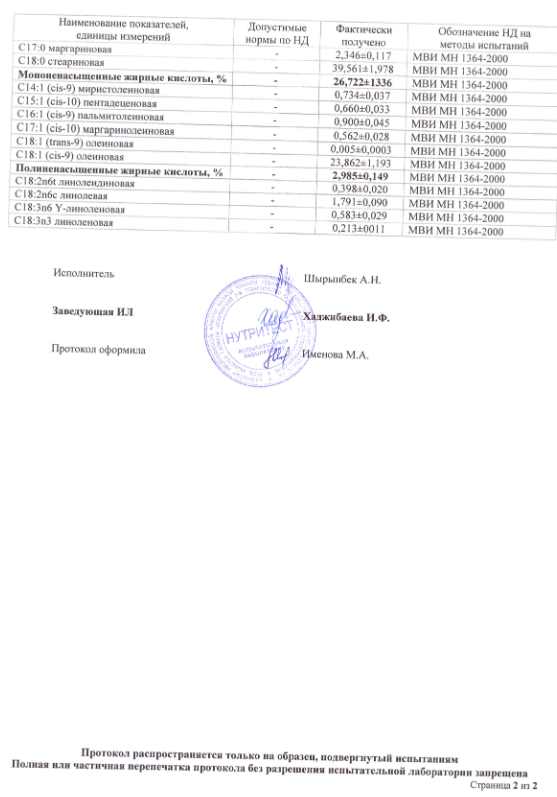 Наименование показателей, единицы измерений | Допустимые нормы по НД | Фактически получено | Обозначение НД на методы испытаний
С17:0 маргариновая - 2,346±0,117 МВИ МН 1364-2000
С18:0 стеариновая - 39,561±1,978 МВИ МН 1364-2000
Мононенасыщенные жирные кислоты, % - 26,722±1336 МВИ МН 1364-2000
С14:1 (cis-9) миристолеиновая - 0,734±0,037 МВИ МН 1364-2000
С15:1 (cis-10) пентадеценовая - 0,660±0,033 МВИ МН 1364-2000
С16:1 (cis-9) пальмитолеиновая - 0,900±0,045 МВИ МН 1364-2000
С17:1 (cis-10) маргаринолеиновая - 0,562±0,028 МВИ МН 1364-2000
С18:1 (trans-9) олеиновая - 0,005±0,0003 МВИ МН 1364-2000
С18:1 (cis-9) олеиновая - 23,862±1,193 МВИ МН 1364-2000
Полиненасыщенные жирные кислоты, % - 2,985±0,149 МВИ МН 1364-2000
С18:2n6t линолеидиновая - 0,398±0,020 МВИ МН 1364-2000
С18:2n6c линолевая - 1,791±0,090 МВИ МН 1364-2000
С18:3n6 Y-линоленовая - 0,583±0,029 МВИ МН 1364-2000
С18:3n3 линоленовая - 0,213±0011 МВИ МН 1364-2000
Исполнитель Шырынбек А.Н.
Заведующая ИЛ Хаджибаева И.Ф.
НУТРИТЕСТ
ИСПЫТАТЕЛЬНАЯ
ЛАБОРАТОРИЯ
Протокол оформила Именова М.А.
Протокол распространяется только на образец, подвергнутый испытаниям
Полная или частичная перепечатка протокола без разрешения испытательной лаборатории запрещена
Страница 2 из 2